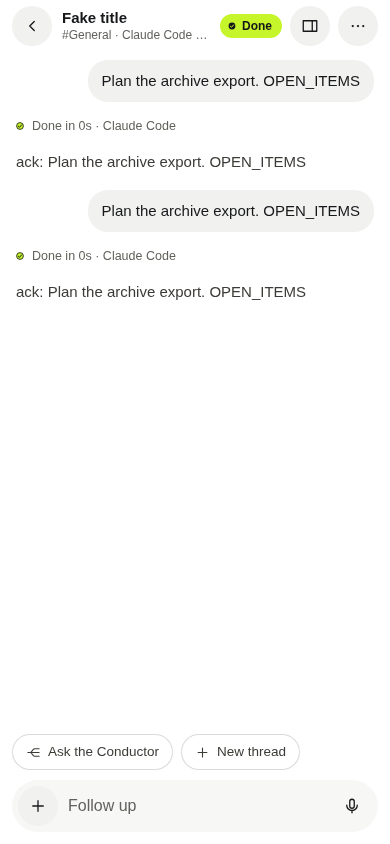 Fake title
#General · Claude Code …
Done
Plan the archive export. OPEN_ITEMS
Done in 0s · Claude Code
ack: Plan the archive export. OPEN_ITEMS
Plan the archive export. OPEN_ITEMS
Done in 0s · Claude Code
ack: Plan the archive export. OPEN_ITEMS
Ask the Conductor
New thread
Follow up